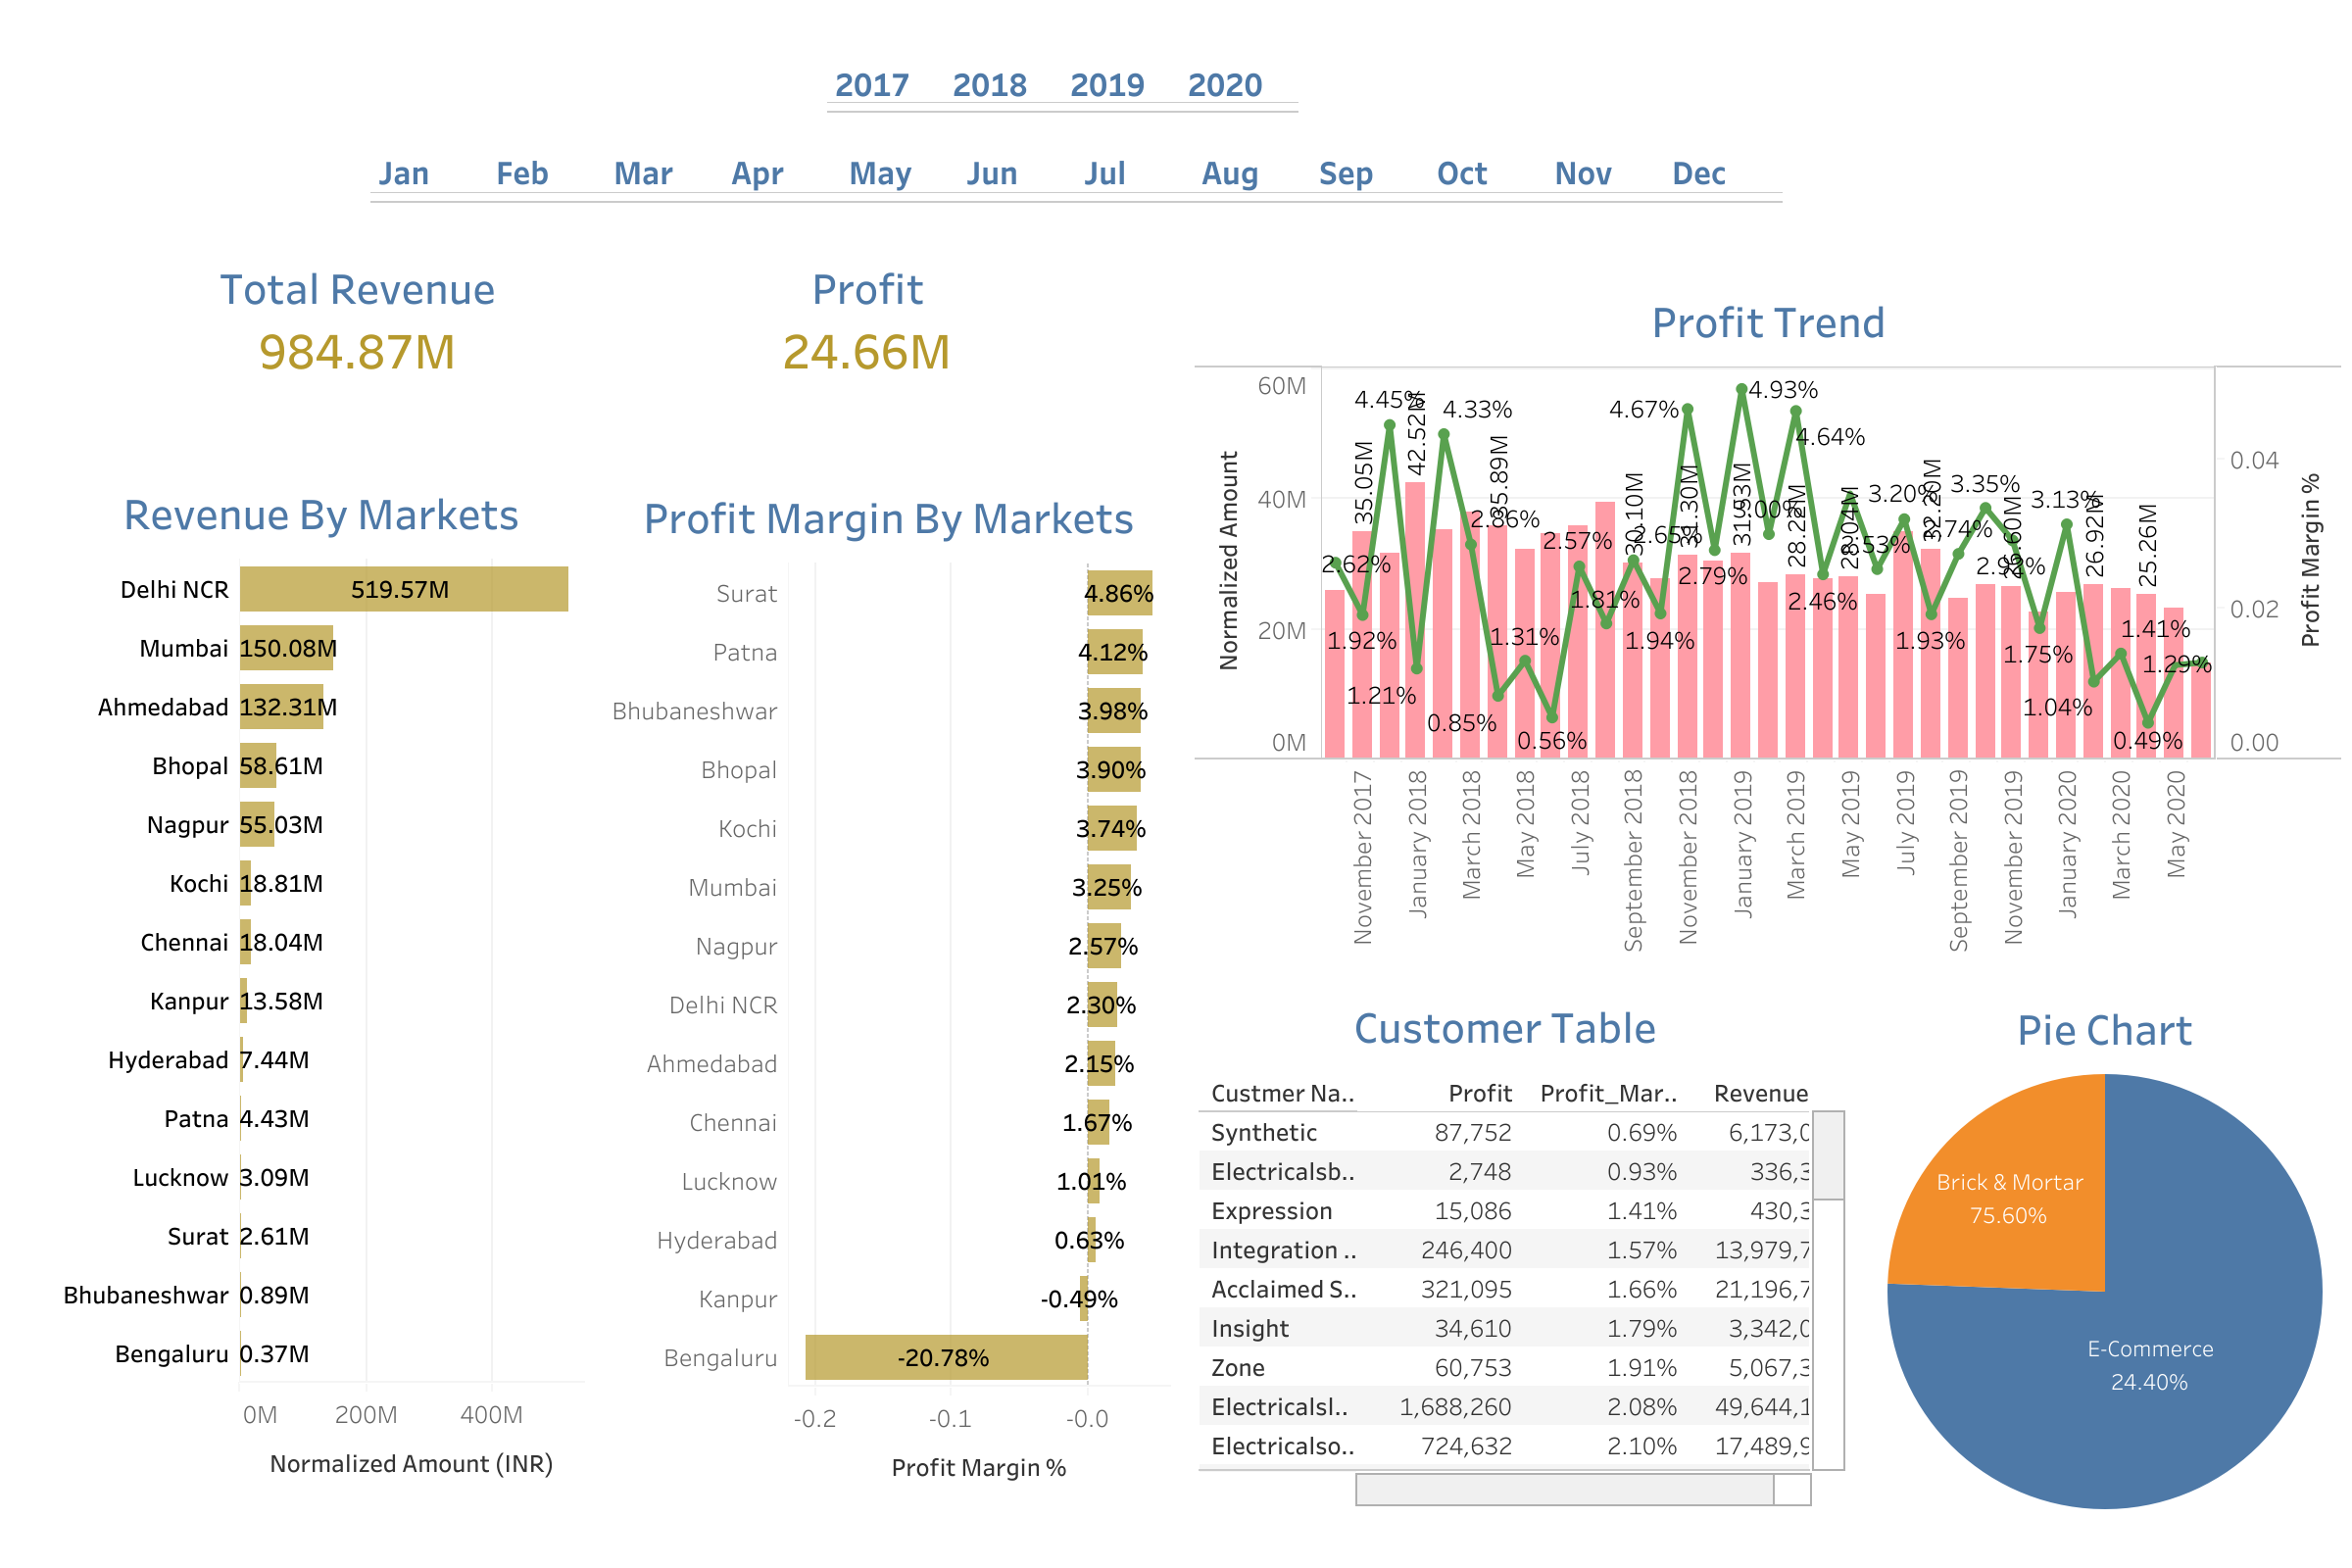 2017 2018 2019 2020
Jan Feb Mar Apr May Jun Jul Aug Sep Oct Nov Dec
Total Revenue
984.87M
Profit
24.66M
Revenue By Markets
Delhi NCR 519.57M
Mumbai 150.08M
Ahmedabad 132.31M
Bhopal 58.61M
Nagpur 55.03M
Kochi 18.81M
Chennai 18.04M
Kanpur 13.58M
Hyderabad 7.44M
Patna 4.43M
Lucknow 3.09M
Surat 2.61M
Bhubaneshwar 0.89M
Bengaluru 0.37M
0M 200M 400M
Normalized Amount (INR)
Profit Margin By Markets
Surat 4.86%
Patna 4.12%
Bhubaneshwar 3.98%
Bhopal 3.90%
Kochi 3.74%
Mumbai 3.25%
Nagpur 2.57%
Delhi NCR 2.30%
Ahmedabad 2.15%
Chennai 1.67%
Lucknow 1.01%
Hyderabad 0.63%
Kanpur -0.49%
Bengaluru -20.78%
-0.2 -0.1 -0.0
Profit Margin %
Profit Trend
Normalized Amount
60M
40M
20M
0M
2.62%
1.92%
35.05M
4.45%
42.52M
1.21%
4.33%
2.86%
35.89M
0.85%
1.31%
0.56%
2.57%
1.81%
30.10M
2.65%
1.94%
4.67%
31.30M
2.79%
4.93%
31.53M
3.00%
4.64%
28.22M
2.46%
28.04M
2.53%
3.20%
32.20M
1.93%
2.74%
3.35%
2.92%
1.75%
3.13%
26.92M
1.04%
1.41%
25.26M
0.49%
1.29%
0.04
0.02
0.00
Profit Margin %
November 2017
January 2018
March 2018
May 2018
July 2018
September 2018
November 2018
January 2019
March 2019
May 2019
July 2019
September 2019
November 2019
January 2020
March 2020
May 2020
Customer Table
Custmer Na.. Profit Profit_Mar.. Revenue
Synthetic 87,752 0.69% 6,173,0
Electricalsb.. 2,748 0.93% 336,3
Expression 15,086 1.41% 430,3
Integration .. 246,400 1.57% 13,979,7
Acclaimed S.. 321,095 1.66% 21,196,7
Insight 34,610 1.79% 3,342,0
Zone 60,753 1.91% 5,067,3
Electricalsl.. 1,688,260 2.08% 49,644,1
Electricalso.. 724,632 2.10% 17,489,9
Pie Chart
Brick & Mortar
75.60%
E-Commerce
24.40%